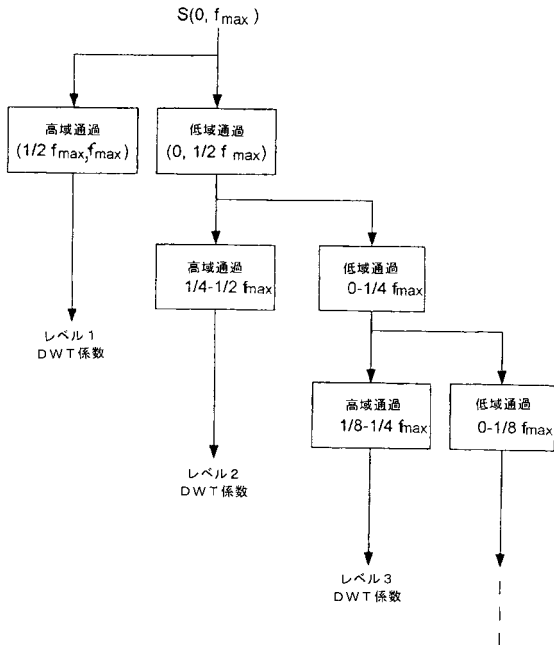 S(0, fmax )
高域通過
(1/2 fmax,fmax)
低域通過
(0, 1/2 f max)
高域通過
1/4-1/2 fmax
低域通過
0-1/4 fmax
レベル１
ＤＷＴ係数
高域通過
1/8-1/4 fmax
低域通過
0-1/8 fmax
レベル２
ＤＷＴ係数
レベル３
ＤＷＴ係数